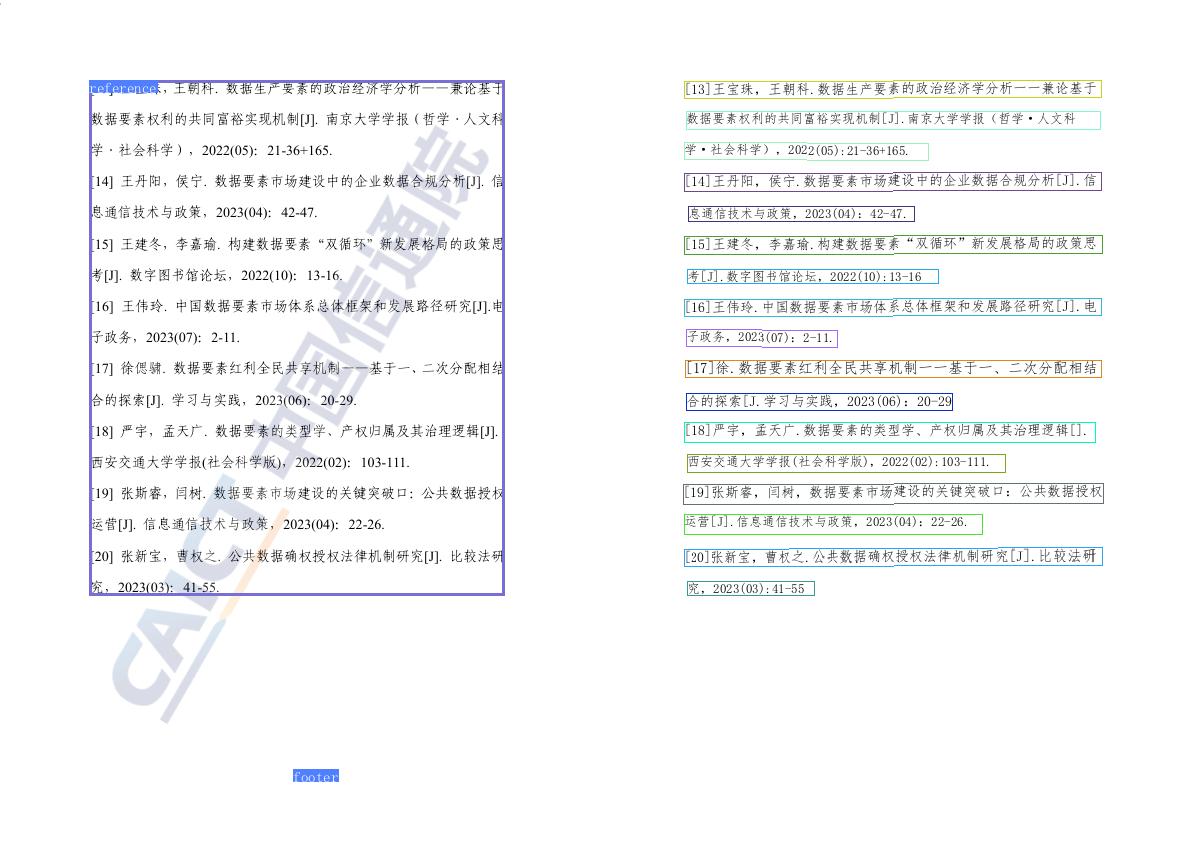 reference 珠，王朝科. 数据生产要素的政治经济学分析——兼论基于
数据要素权利的共同富裕实现机制[J]. 南京大学学报（哲学·人文科
学·社会科学），2022(05)：21-36+165.
[14] 王丹阳，侯宁. 数据要素市场建设中的企业数据合规分析[J]. 信
息通信技术与政策，2023(04)：42-47.
[15] 王建冬，李嘉瑜. 构建数据要素“双循环”新发展格局的政策思
考[J]. 数字图书馆论坛，2022(10)：13-16.
[16] 王伟玲. 中国数据要素市场体系总体框架和发展路径研究[J].电
子政务，2023(07)：2-11.
[17] 徐偲骕. 数据要素红利全民共享机制——基于一、二次分配相结
合的探索[J]. 学习与实践，2023(06)：20-29.
[18] 严宇，孟天广. 数据要素的类型学、产权归属及其治理逻辑[J].
西安交通大学学报(社会科学版)，2022(02)：103-111.
[19] 张斯睿，闫树. 数据要素市场建设的关键突破口：公共数据授权
运营[J]. 信息通信技术与政策，2023(04)：22-26.
[20] 张新宝，曹权之. 公共数据确权授权法律机制研究[J]. 比较法研
究，2023(03)：41-55.
CAICT 中国信通院
footer
[13]王宝珠，王朝科.数据生产要素的政治经济学分析一一兼论基于
数据要素权利的共同富裕实现机制[J].南京大学学报（哲学·人文科
学·社会科学），2022(05):21-36+165.
[14]王丹阳，侯宁.数据要素市场建设中的企业数据合规分析[J].信
息通信技术与政策，2023(04)：42-47.
[15]王建冬，李嘉瑜.构建数据要素“双循环”新发展格局的政策思
考[J].数字图书馆论坛，2022(10):13-16
[16]王伟玲.中国数据要素市场体系总体框架和发展路径研究[J].电
子政务，2023(07)：2-11.
[17]徐.数据要素红利全民共享机制一一基于一、二次分配相结
合的探索[J.学习与实践，2023(06)：20-29
[18]严宇，孟天广.数据要素的类型学、产权归属及其治理逻辑[].
西安交通大学学报(社会科学版)，2022(02):103-111.
[19]张斯睿，闫树，数据要素市场建设的关键突破口：公共数据授权
运营[J].信息通信技术与政策，2023(04)：22-26.
[20]张新宝，曹权之.公共数据确权授权法律机制研究[J].比较法研
究，2023(03):41-55